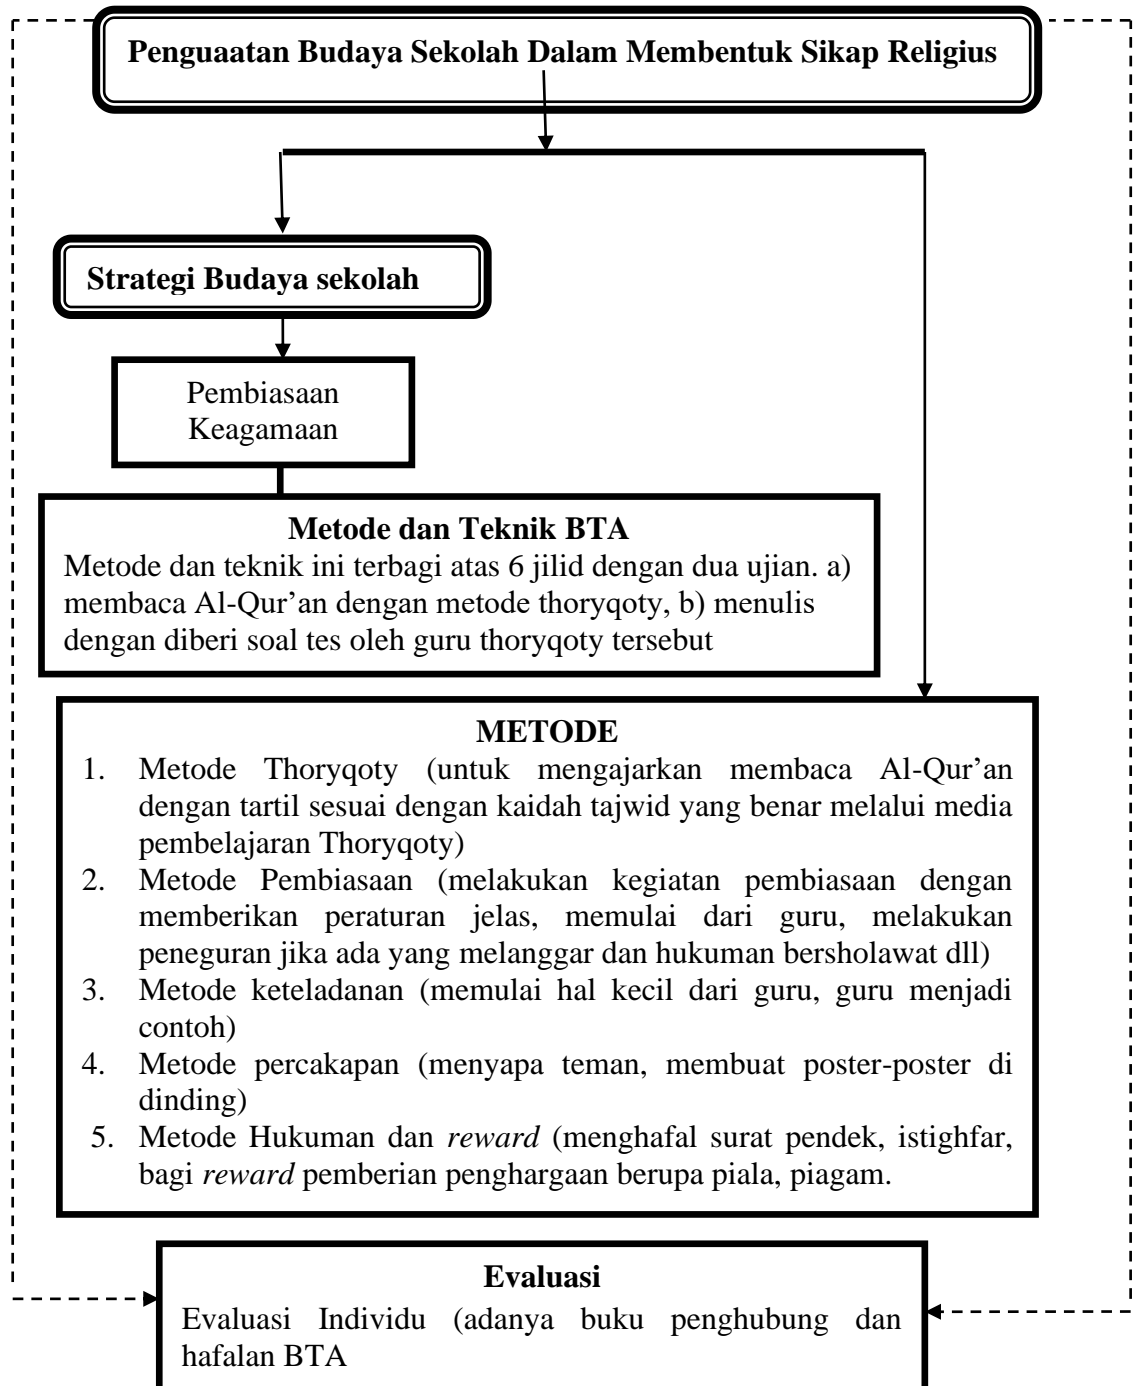 Penguaatan Budaya Sekolah Dalam Membentuk Sikap Religius
Strategi Budaya sekolah
Pembiasaan
Keagamaan
Metode dan Teknik BTA
Metode dan teknik ini terbagi atas 6 jilid dengan dua ujian. a)
membaca Al-Qur’an dengan metode thoryqoty, b) menulis
dengan diberi soal tes oleh guru thoryqoty tersebut
METODE
1. Metode Thoryqoty (untuk mengajarkan membaca Al-Qur’an
dengan tartil sesuai dengan kaidah tajwid yang benar melalui media
pembelajaran Thoryqoty)
2. Metode Pembiasaan (melakukan kegiatan pembiasaan dengan
memberikan peraturan jelas, memulai dari guru, melakukan
peneguran jika ada yang melanggar dan hukuman bersholawat dll)
3. Metode keteladanan (memulai hal kecil dari guru, guru menjadi
contoh)
4. Metode percakapan (menyapa teman, membuat poster-poster di
dinding)
5. Metode Hukuman dan reward (menghafal surat pendek, istighfar,
bagi reward pemberian penghargaan berupa piala, piagam.
Evaluasi
Evaluasi Individu (adanya buku penghubung dan
hafalan BTA